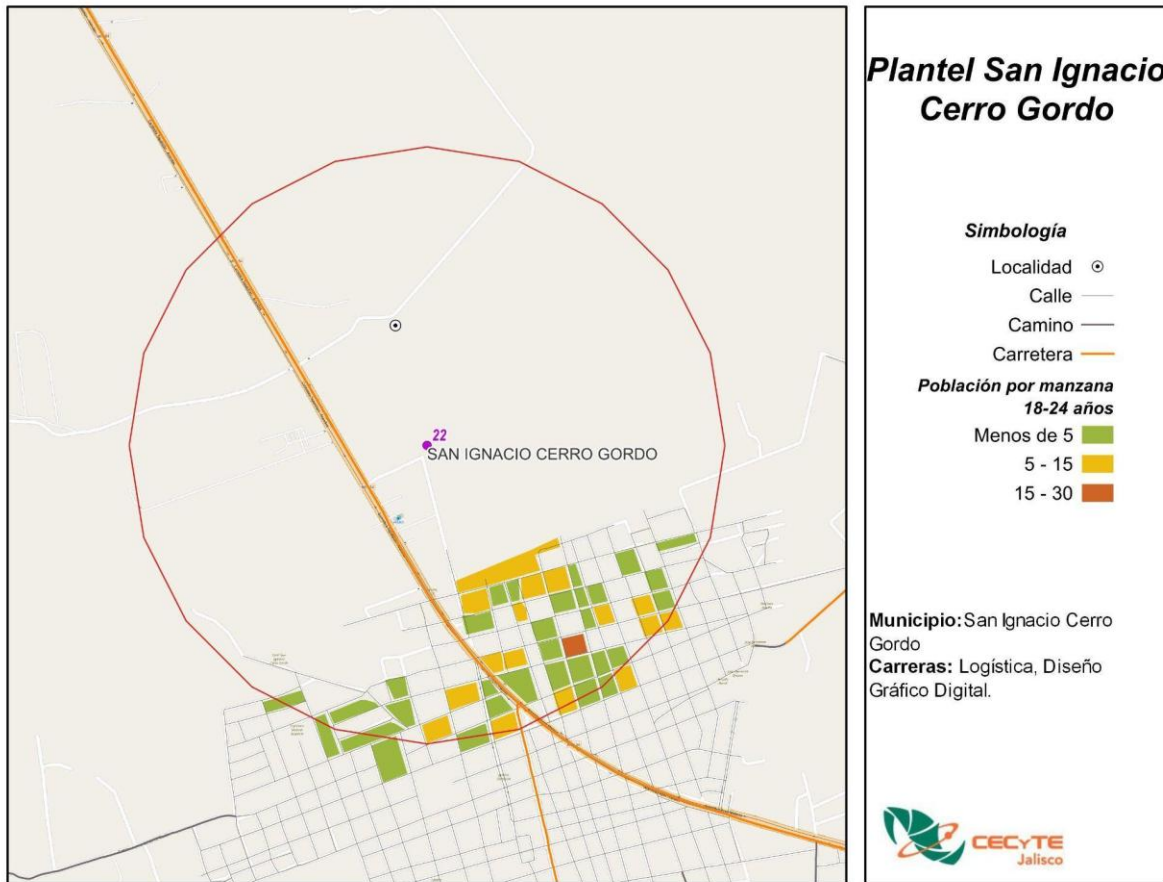 22
SAN IGNACIO CERRO GORDO
Plantel San Ignacio
Cerro Gordo
Simbología
Localidad
Calle
Camino
Carretera
Población por manzana
18-24 años
Menos de 5
5 - 15
15 - 30
Municipio: San Ignacio Cerro
Gordo
Carreras: Logística, Diseño
Gráfico Digital.
CECyTE
Jalisco